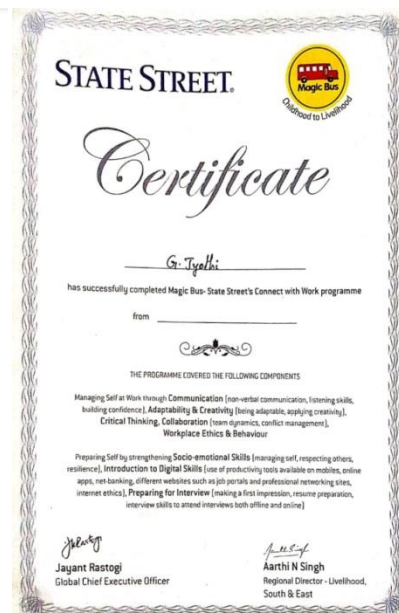 STATE STREET.
Magic Bus
Childhood to Livelihood
Certificate
G. Jyothi
has successfully completed Magic Bus- State Street's Connect with Work programme
from
THE PROGRAMME COVERED THE FOLLOWING COMPONENTS
Managing Self at Work through Communication (non-verbal communication, listening skills,
building confidence), Adaptability & Creativity (being adaptable, applying creativity),
Critical Thinking, Collaboration (team dynamics, conflict management),
Workplace Ethics & Behaviour
Preparing Self by strengthening Socio-emotional Skills (managing self, respecting others,
resilience), Introduction to Digital Skills (use of productivity tools available on mobiles, online
apps, net-banking, different websites such as job portals and professional networking sites,
internet ethics), Preparing for Interview (making a first impression, resume preparation,
interview skills to attend interviews both offline and online)
Jayant Rastogi
Global Chief Executive Officer
Aarthi N Singh
Regional Director - Livelihood,
South & East